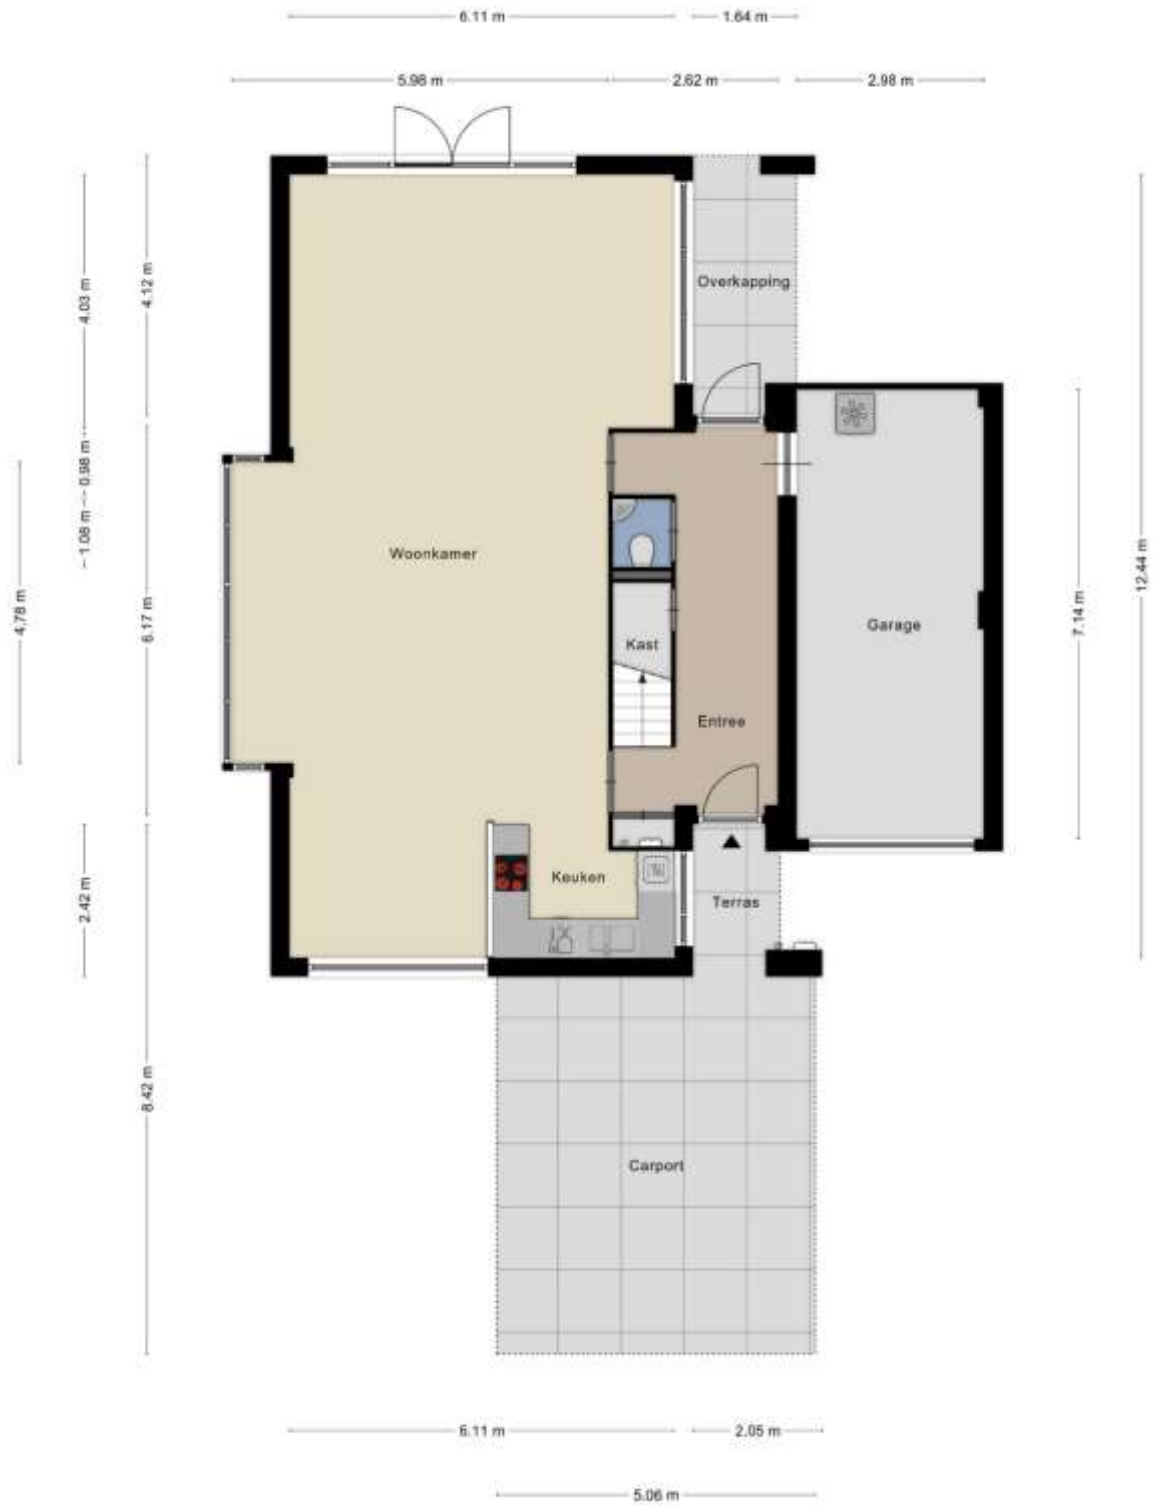 6.11 m
1.64 m
5.98 m
2.62 m
2.98 m
4.03 m
4.12 m
Overkapping
0.98 m
1.08 m
Woonkamer
12.44 m
4.78 m
6.17 m
7.14 m
Garage
Kast
Entree
2.42 m
Keuken
Terras
8.42 m
Carport
6.11 m
2.05 m
5.06 m